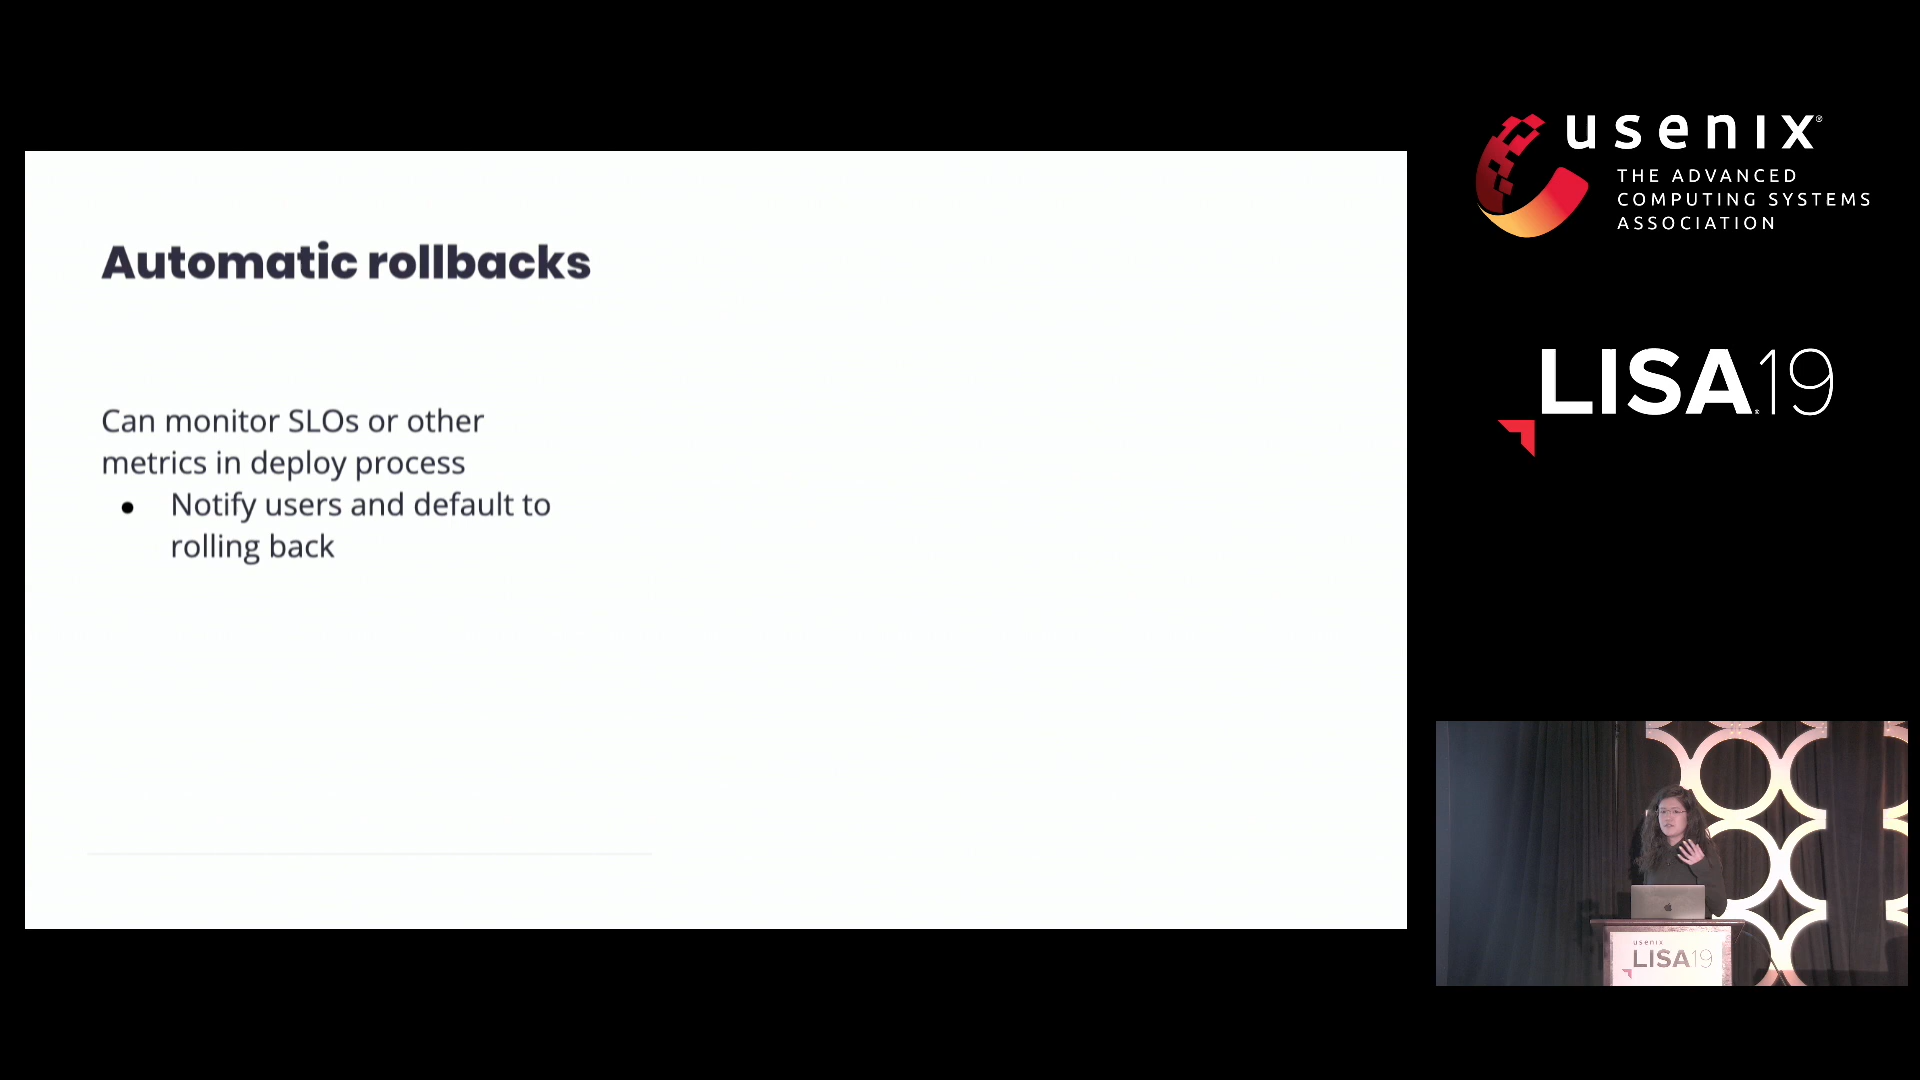 Automatic rollbacks
Can monitor SLOs or other
metrics in deploy process
● Notify users and default to
rolling back
usenix®
THE ADVANCED
COMPUTING SYSTEMS
ASSOCIATION
LISA19
usenix
LISA19